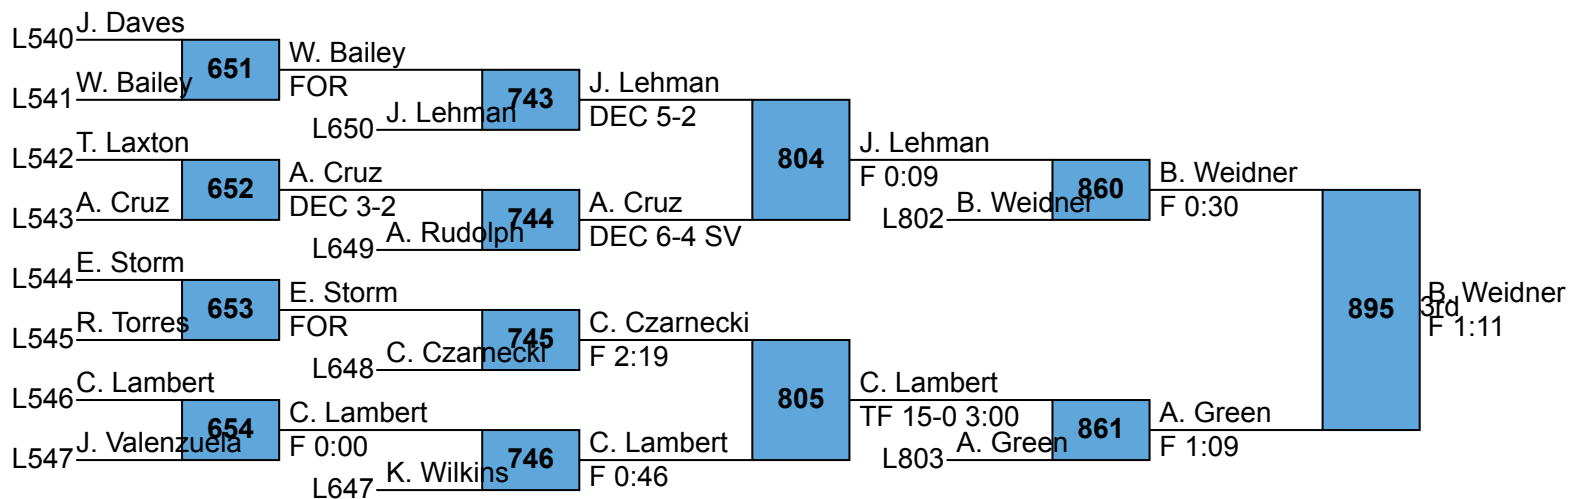 J. Daves
L540
651
W. Bailey
L541
W. Bailey
FOR
743
J. Lehman
L650
J. Lehman
DEC 5-2
T. Laxton
L542
652
A. Cruz
L543
A. Cruz
DEC 3-2
744
A. Rudolph
L649
A. Cruz
DEC 6-4 SV
804
J. Lehman
F 0:09
860
B. Weidner
L802
B. Weidner
F 0:30
E. Storm
L544
653
R. Torres
L545
E. Storm
FOR
745
C. Czarnecki
L648
C. Czarnecki
F 2:19
C. Lambert
L546
654
J. Valenzuela
L547
C. Lambert
F 0:00
746
K. Wilkins
L647
C. Lambert
F 0:46
805
C. Lambert
TF 15-0 3:00
861
A. Green
L803
A. Green
F 1:09
895
B. Weidner
3rd
F 1:11